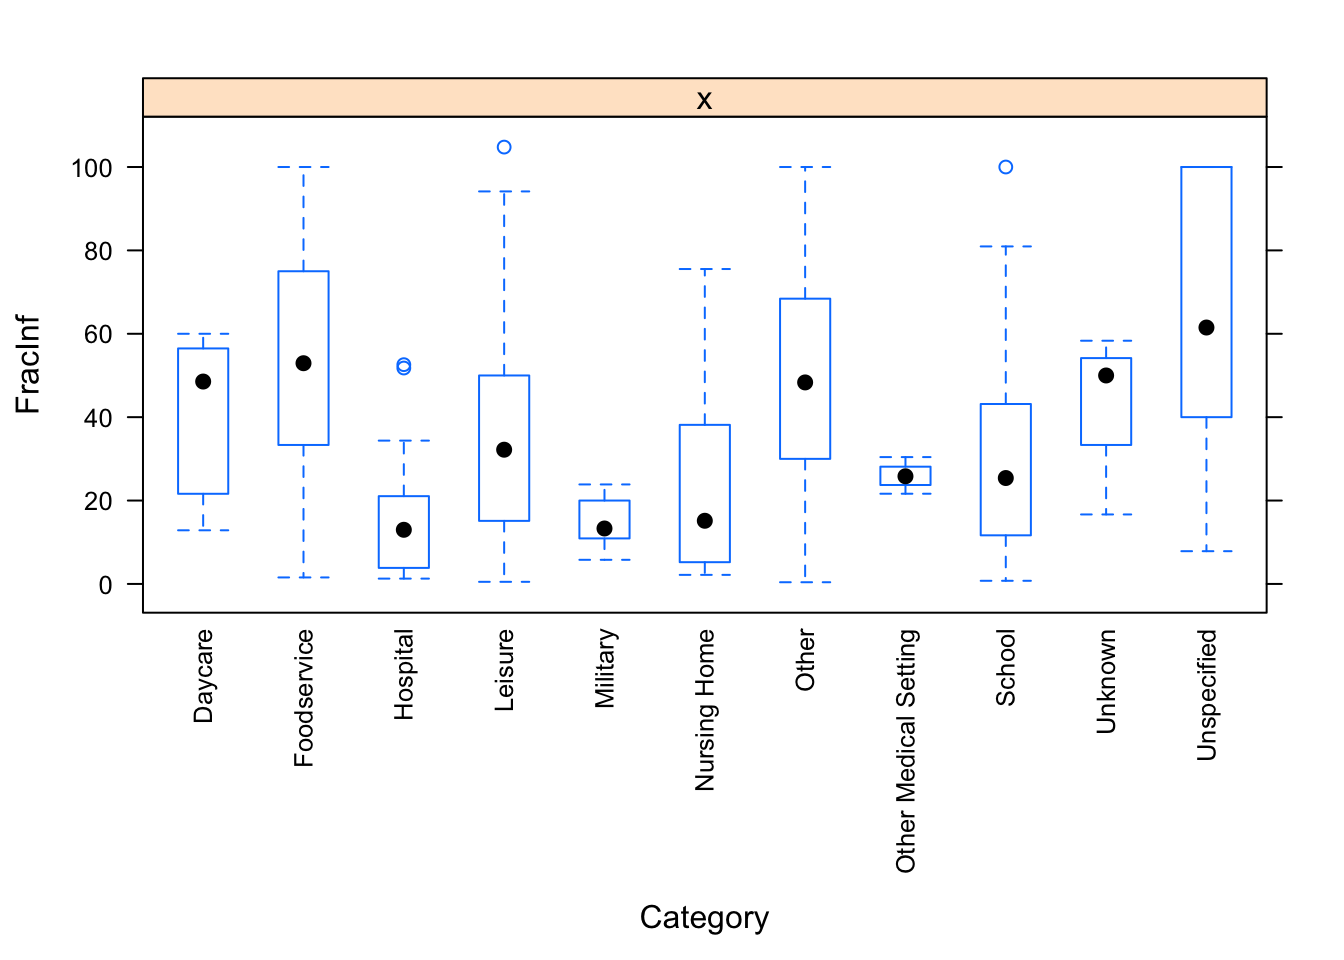 x
FracInf
100
80
60
40
20
0
Daycare
Foodservice
Hospital
Leisure
Military
Nursing Home
Other
Other Medical Setting
School
Unknown
Unspecified
Category